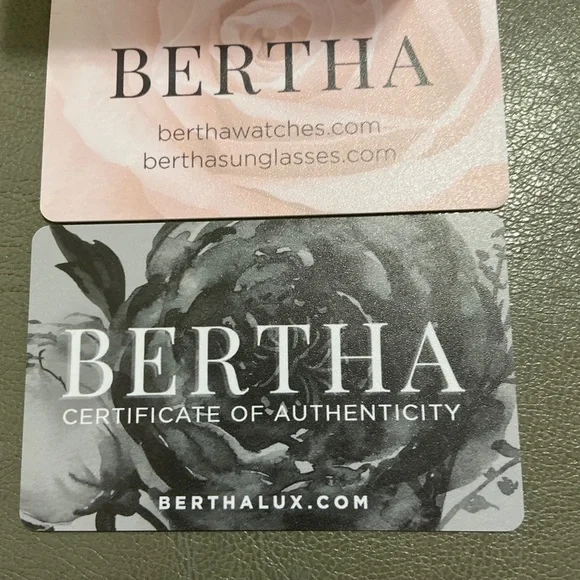 BERTHA
berthawatches.com
berthasunglasses.com
BERTHA
CERTIFICATE OF AUTHENTICITY
BERTHALUX.COM